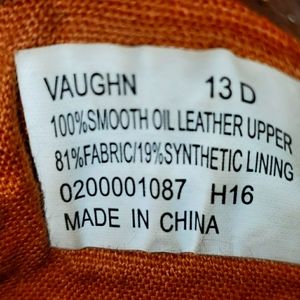 VAUGHN 13 D
100%SMOOTH OIL LEATHER UPPER
81%FABRIC/19%SYNTHETIC LINING
0200001087 H16
MADE IN CHINA